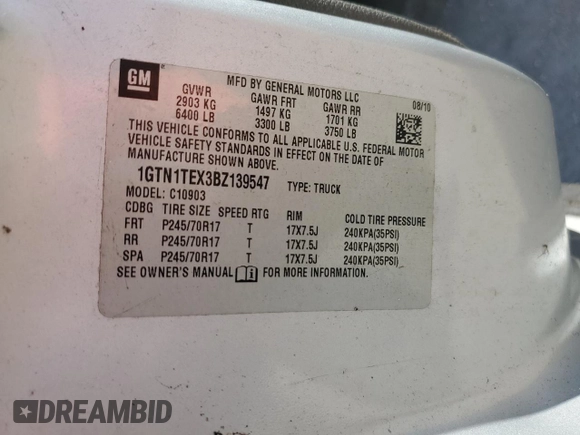 GM
MFD BY GENERAL MOTORS LLC
08/10
GVWR GAWR FRT GAWR RR
2903 KG 1497 KG 1701 KG
6400 LB 3300 LB 3750 LB
THIS VEHICLE CONFORMS TO ALL APPLICABLE U.S. FEDERAL MOTOR
VEHICLE SAFETY STANDARDS IN EFFECT ON THE DATE OF
MANUFACTURE SHOWN ABOVE.
1GTN1TEX3BZ139547 TYPE: TRUCK
MODEL: C10903
CDBG TIRE SIZE SPEED RTG RIM COLD TIRE PRESSURE
FRT P245/70R17 T 17X7.5J 240KPA(35PSI)
RR P245/70R17 T 17X7.5J 240KPA(35PSI)
SPA P245/70R17 T 17X7.5J 240KPA(35PSI)
SEE OWNER'S MANUAL FOR MORE INFORMATION.
DREAMBID